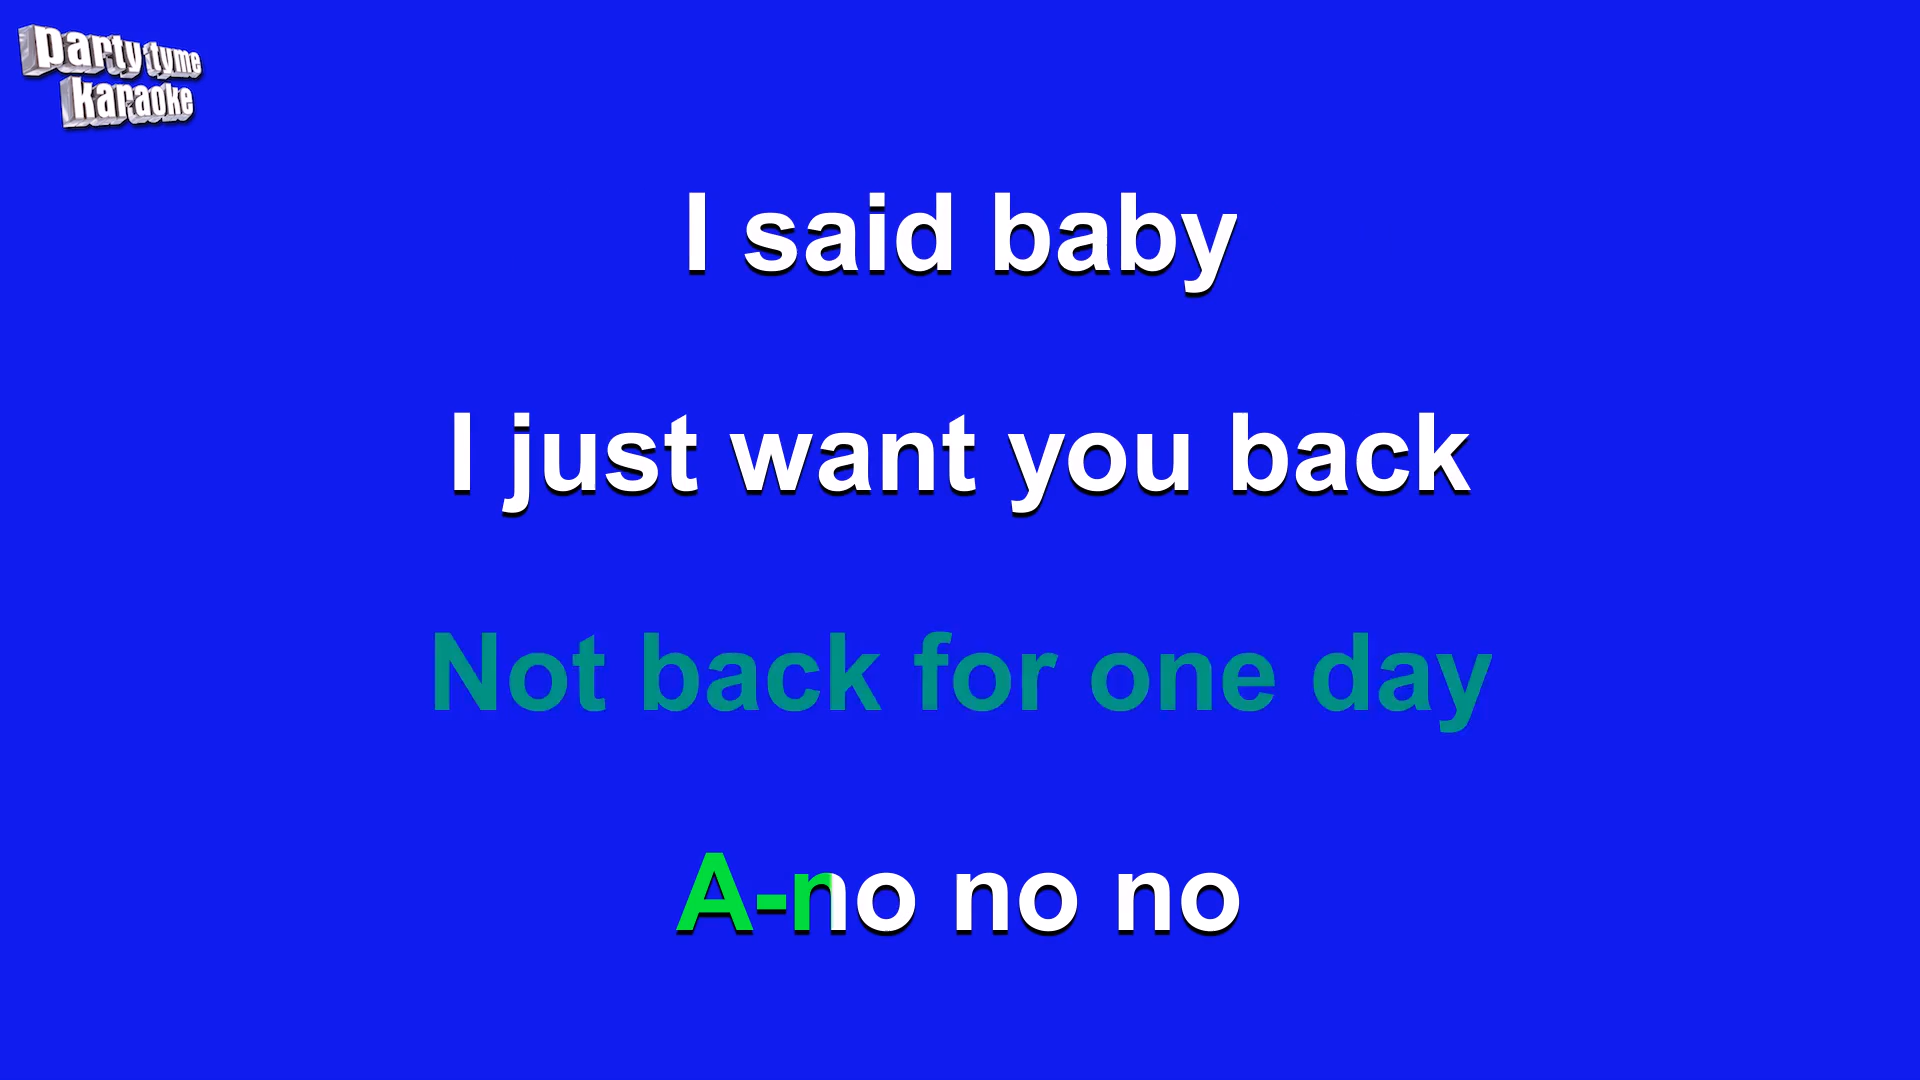 party tyme
karaoke
I said baby
I just want you back
Not back for one day
A-no no no